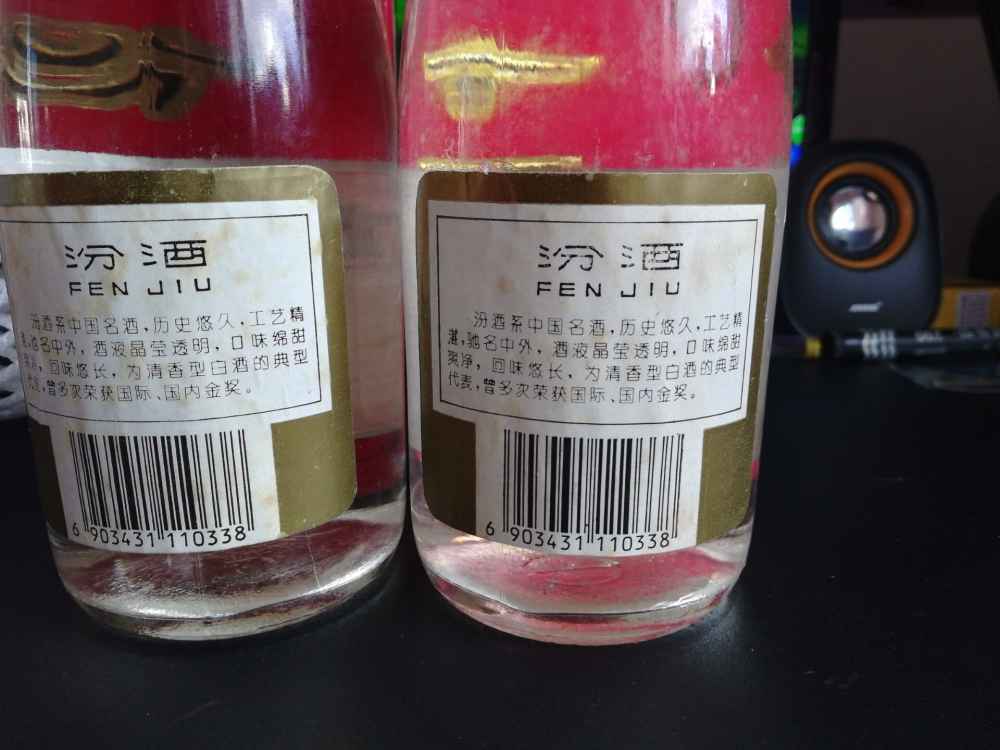 汾酒
FEN JIU
汾酒系中国名酒,历史悠久,工艺精
驰名中外,酒液晶莹透明,口味绵甜
回味悠长,为清香型白酒的典型
代表,曾多次荣获国际、国内金奖。
6 903431 110338
汾酒
FEN JIU
汾酒系中国名酒,历史悠久,工艺精
湛,驰名中外,酒液晶莹透明,口味绵甜
爽净,回味悠长,为清香型白酒的典型
代表,曾多次荣获国际、国内金奖。
6 903431 110338